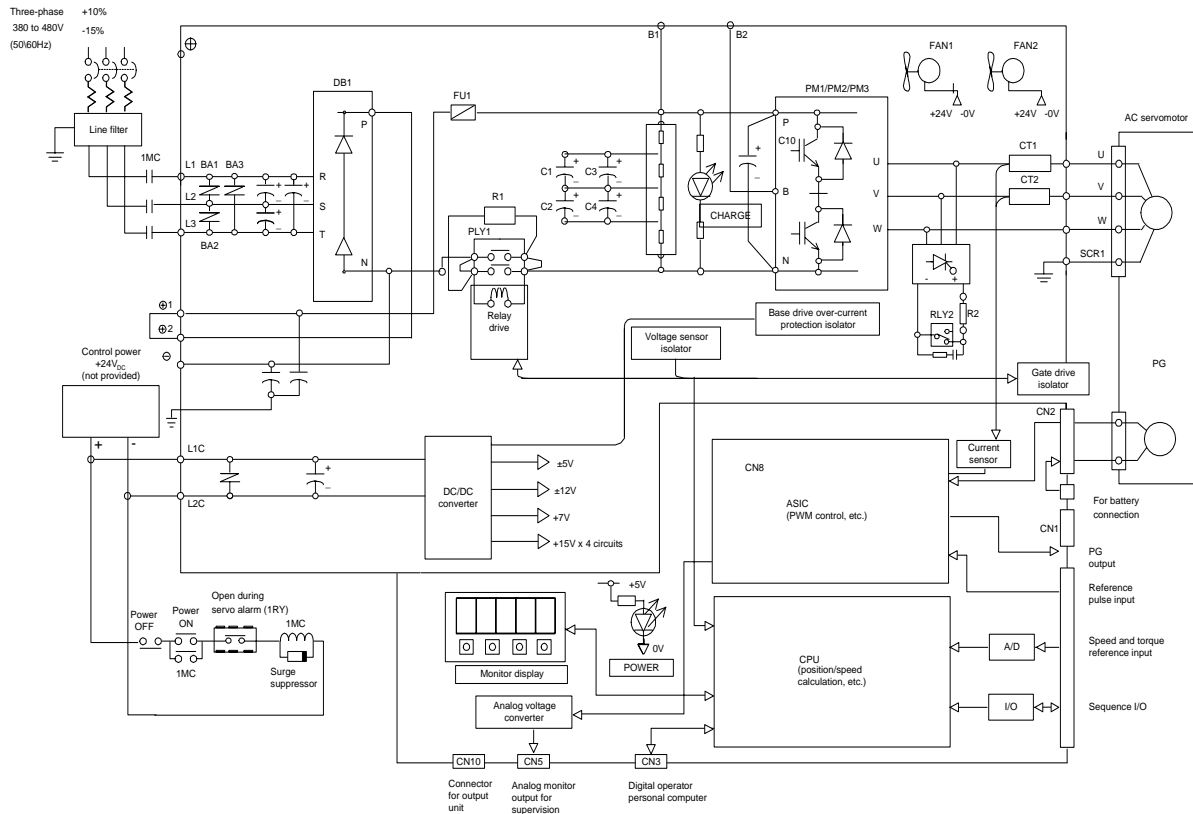 Three-phase +10%
380 to 480V -15%
(50\60Hz)
Line filter
1MC
⊕
L1 BA1 BA3
L2
L3
BA2
DB1
P
R
S
T
N
FU1
B1 B2
C1 C3
C2 C4
R1
PLY1
Relay
drive
CHARGE
PM1/PM2/PM3
P
C10
B
N
U
V
W
FAN1 FAN2
+24V -0V +24V -0V
AC servomotor
CT1
CT2
U
V
W
SCR1
- +
RLY2 R2
⊕1
⊕2
⊖
Base drive over-current
protection isolator
Voltage sensor
isolator
Gate drive
isolator
PG
Control power
+24VDC
(not provided)
+ -
L1C
L2C
+
–
DC/DC
converter
±5V
±12V
+7V
+15V x 4 circuits
CN8
ASIC
(PWM control, etc.)
Current
sensor
CN2
For battery
connection
CN1
PG
output
Reference
pulse input
Speed and torque
reference input
A/D
I/O
Sequence I/O
CPU
(position/speed
calculation, etc.)
+5V
0V
POWER
Monitor display
Analog voltage
converter
Open during
servo alarm (1RY)
Power
OFF
Power
ON
1MC
1MC
Surge
suppressor
CN10 CN5 CN3
Connector
for output
unit
Analog monitor
output for
supervision
Digital operator
personal computer